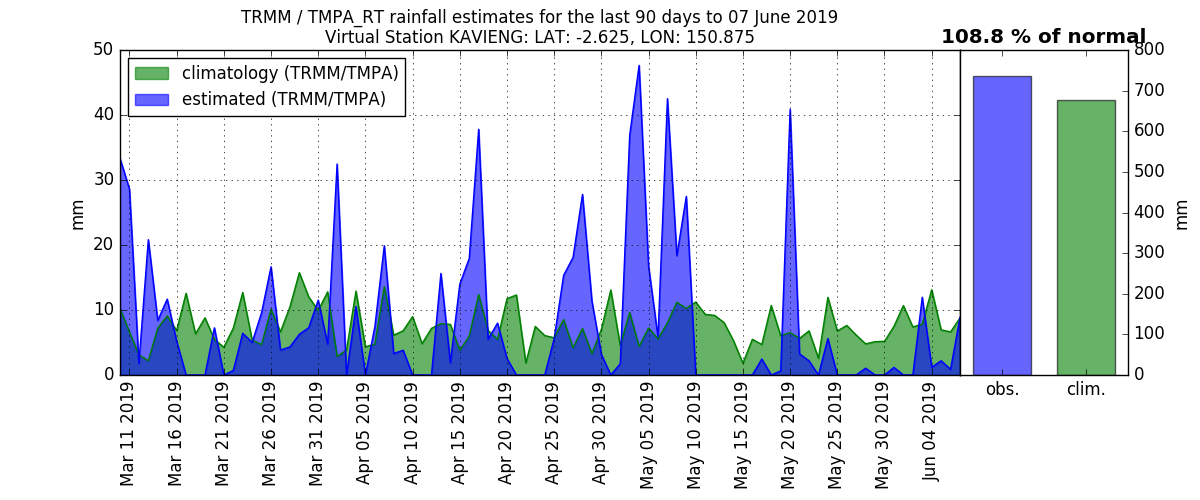 TRMM / TMPA_RT rainfall estimates for the last 90 days to 07 June 2019
Virtual Station KAVIENG: LAT: -2.625, LON: 150.875
108.8 % of normal
climatology (TRMM/TMPA)
estimated (TRMM/TMPA)
50
40
30
20
10
0
mm
Mar 11 2019
Mar 16 2019
Mar 21 2019
Mar 26 2019
Mar 31 2019
Apr 05 2019
Apr 10 2019
Apr 15 2019
Apr 20 2019
Apr 25 2019
Apr 30 2019
May 05 2019
May 10 2019
May 15 2019
May 20 2019
May 25 2019
May 30 2019
Jun 04 2019
obs.
clim.
800
700
600
500
400
300
200
100
0
mm